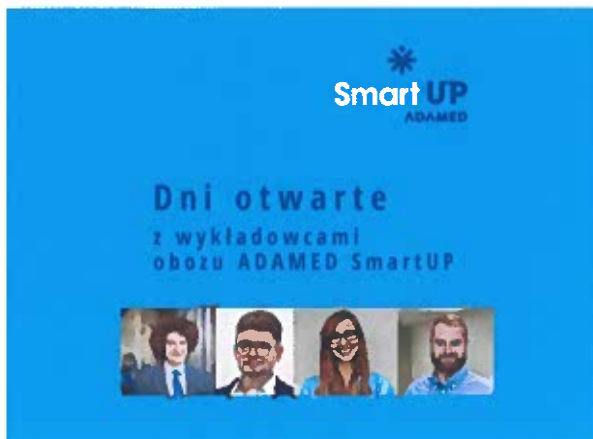 Smart UP
ADAMED
Dni otwarte
z wykładowcami
obozu ADAMED SmartUP